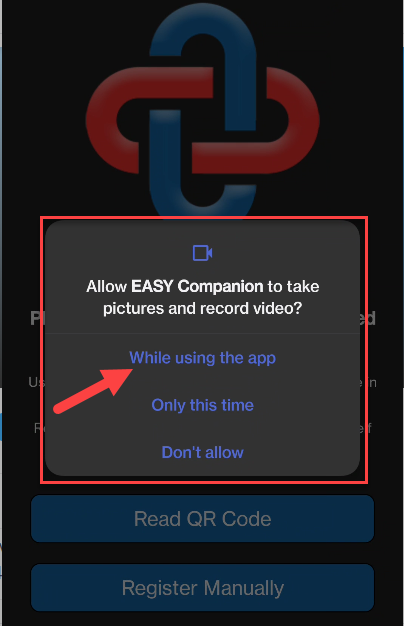 Allow EASY Companion to take
pictures and record video?
While using the app
Only this time
Don't allow
Read QR Code
Register Manually